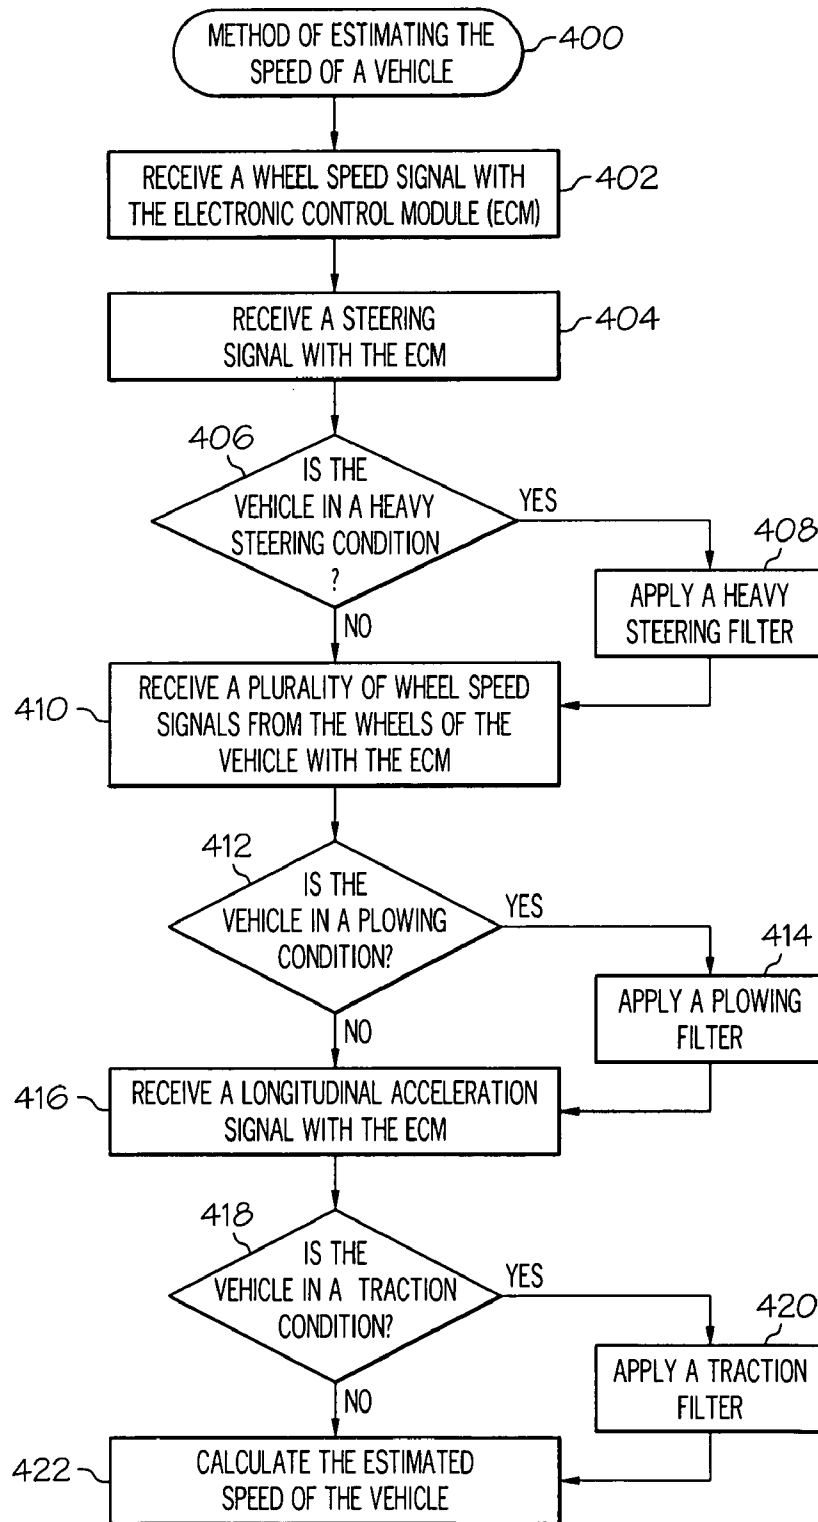 METHOD OF ESTIMATING THE
SPEED OF A VEHICLE
400
RECEIVE A WHEEL SPEED SIGNAL WITH
THE ELECTRONIC CONTROL MODULE (ECM)
402
RECEIVE A STEERING
SIGNAL WITH THE ECM
404
406
IS THE
VEHICLE IN A HEAVY
STEERING CONDITION
?
YES
NO
408
APPLY A HEAVY
STEERING FILTER
410
RECEIVE A PLURALITY OF WHEEL SPEED
SIGNALS FROM THE WHEELS OF THE
VEHICLE WITH THE ECM
412
IS THE
VEHICLE IN A PLOWING
CONDITION?
YES
NO
414
APPLY A PLOWING
FILTER
416
RECEIVE A LONGITUDINAL ACCELERATION
SIGNAL WITH THE ECM
418
IS THE
VEHICLE IN A TRACTION
CONDITION?
YES
NO
420
APPLY A TRACTION
FILTER
422
CALCULATE THE ESTIMATED
SPEED OF THE VEHICLE